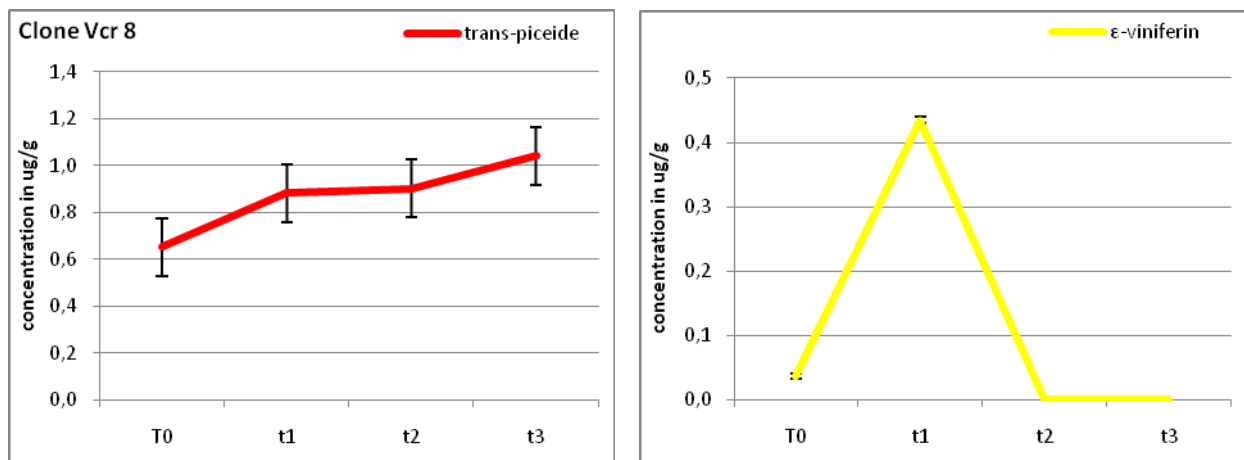 Clone Vcr 8
trans-piceide
concentration in ug/g
1,4
1,2
1,0
0,8
0,6
0,4
0,2
0,0
T0 t1 t2 t3
ε-viniferin
concentration in ug/g
0,5
0,4
0,3
0,2
0,1
0,0
T0 t1 t2 t3